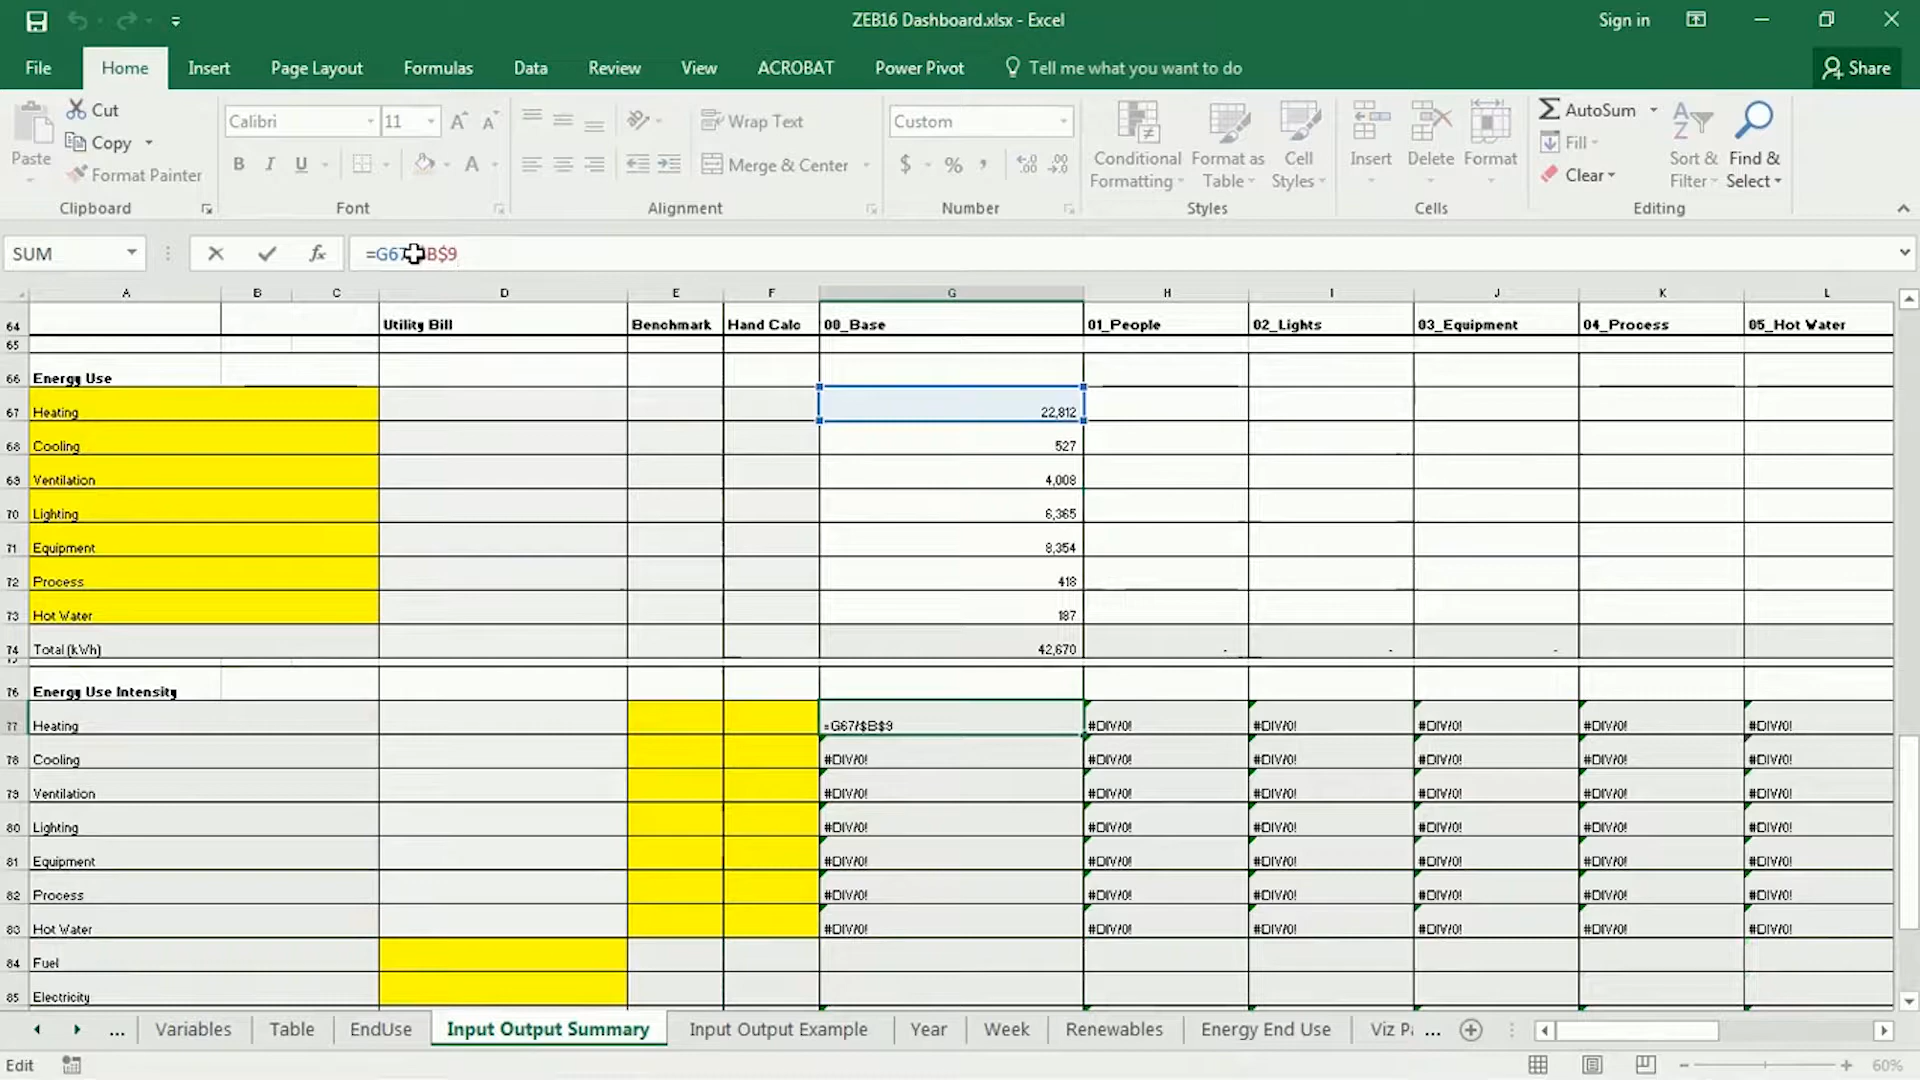 ZEB16 Dashboard.xlsx - Excel
Sign in
File Home Insert Page Layout Formulas Data Review View ACROBAT Power Pivot Tell me what you want to do Share
Paste
Cut
Copy
Format Painter
Calibri 11
B I U
Wrap Text
Merge & Center
Custom
$ % ,
Conditional Formatting
Format as Table
Cell Styles
Insert Delete Format
AutoSum
Fill
Clear
Sort & Filter
Find & Select
Clipboard Font Alignment Number Styles Cells Editing
SUM fx =G67 B$9
A B C D E F G H I J K L
64 Utility Bill Benchmark Hand Calc 00_Base 01_People 02_Lights 03_Equipment 04_Process 05_Hot Water
65
66 Energy Use
67 Heating 22,812
68 Cooling 527
69 Ventilation 4,008
70 Lighting 6,365
71 Equipment 8,354
72 Process 418
73 Hot Water 187
74 Total (kWh) 42,670 - - -
76 Energy Use Intensity
77 Heating =G67/$B$9 #DIV/0! #DIV/0! #DIV/0! #DIV/0! #DIV/0!
78 Cooling #DIV/0! #DIV/0! #DIV/0! #DIV/0! #DIV/0! #DIV/0!
79 Ventilation #DIV/0! #DIV/0! #DIV/0! #DIV/0! #DIV/0! #DIV/0!
80 Lighting #DIV/0! #DIV/0! #DIV/0! #DIV/0! #DIV/0! #DIV/0!
81 Equipment #DIV/0! #DIV/0! #DIV/0! #DIV/0! #DIV/0! #DIV/0!
82 Process #DIV/0! #DIV/0! #DIV/0! #DIV/0! #DIV/0! #DIV/0!
83 Hot Water #DIV/0! #DIV/0! #DIV/0! #DIV/0! #DIV/0! #DIV/0!
84 Fuel
85 Electricity
... Variables Table EndUse Input Output Summary Input Output Example Year Week Renewables Energy End Use Viz Pa ...
Edit 60%